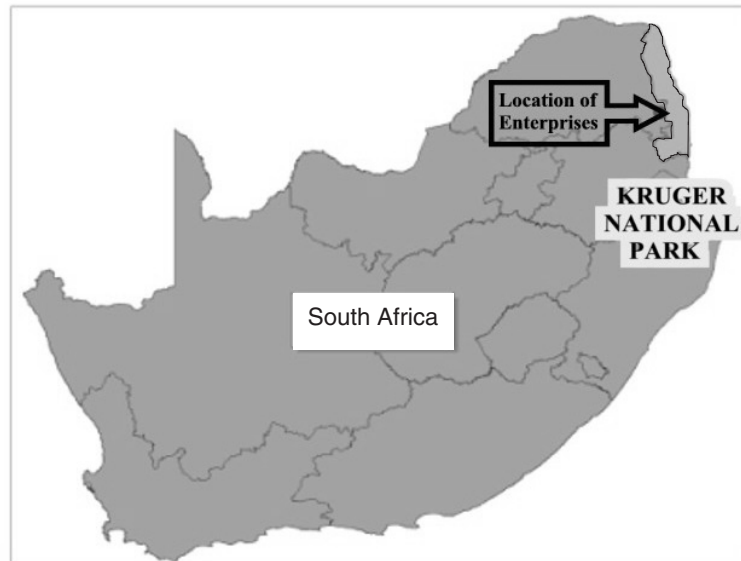 Location of
Enterprises
KRUGER
NATIONAL
PARK
South Africa